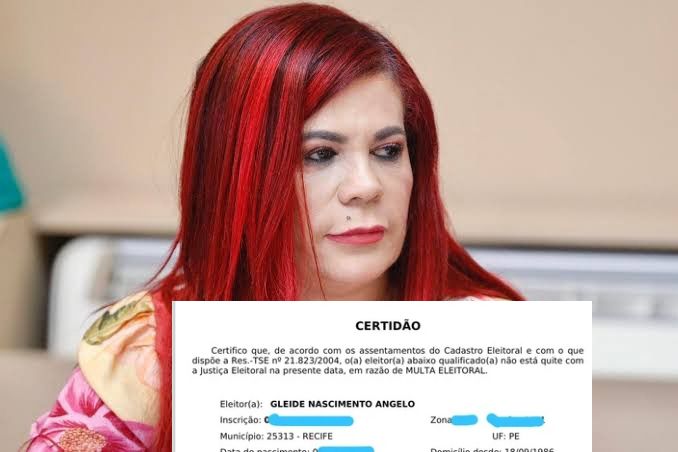 CERTIDÃO
Certifico que, de acordo com os assentamentos do Cadastro Eleitoral e com o que
dispõe a Res.-TSE nº 21.823/2004, o(a) eleitor(a) abaixo qualificado(a) não está quite com
a Justiça Eleitoral na presente data, em razão de MULTA ELEITORAL.
Eleitor(a): GLEIDE NASCIMENTO ANGELO
Inscrição: Zona
Município: 25313 - RECIFE UF: PE
Data de nascimento: Domicílio desde: 18/09/1986